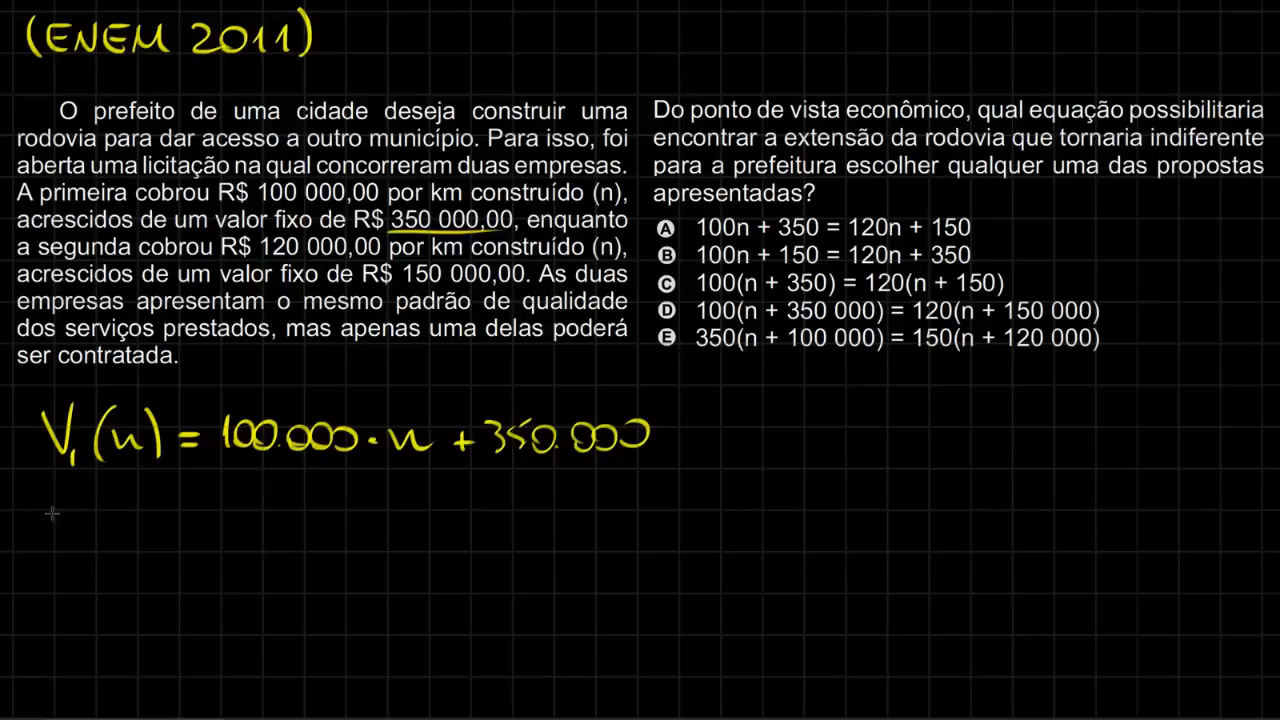 (ENEM 2011)
O prefeito de uma cidade deseja construir uma
rodovia para dar acesso a outro município. Para isso, foi
aberta uma licitação na qual concorreram duas empresas.
A primeira cobrou R$ 100 000,00 por km construído (n),
acrescidos de um valor fixo de R$ 350 000,00, enquanto
a segunda cobrou R$ 120 000,00 por km construído (n),
acrescidos de um valor fixo de R$ 150 000,00. As duas
empresas apresentam o mesmo padrão de qualidade
dos serviços prestados, mas apenas uma delas poderá
ser contratada.
Do ponto de vista econômico, qual equação possibilitaria
encontrar a extensão da rodovia que tornaria indiferente
para a prefeitura escolher qualquer uma das propostas
apresentadas?
A 100n + 350 = 120n + 150
B 100n + 150 = 120n + 350
C 100(n + 350) = 120(n + 150)
D 100(n + 350 000) = 120(n + 150 000)
E 350(n + 100 000) = 150(n + 120 000)
V₁(n) = 100.000 · n + 350.000